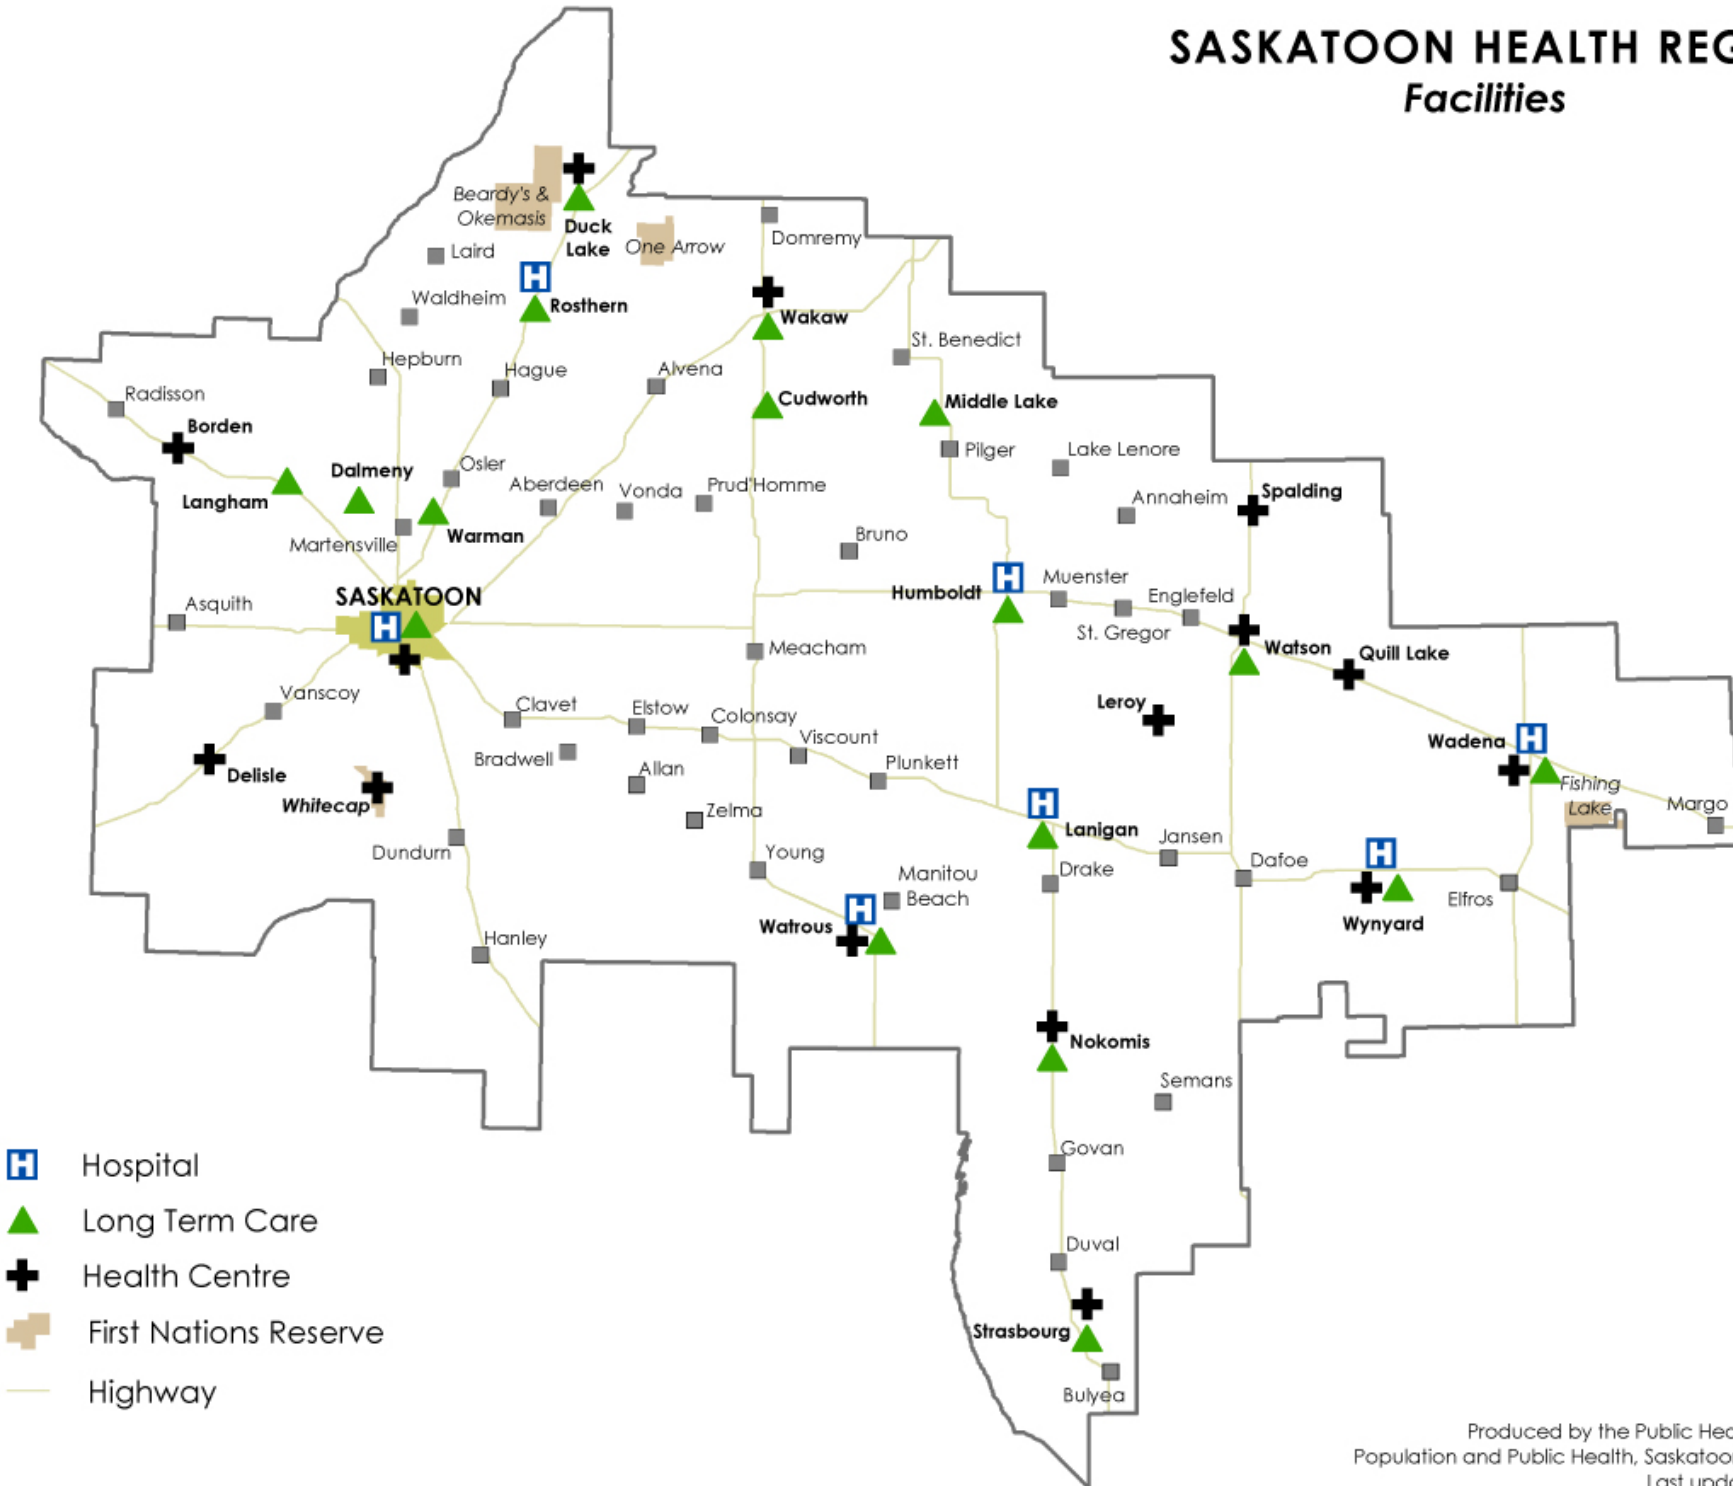 SASKATOON HEALTH REG
Facilities
Beardy's &
Okemasis
Duck
Lake
One Arrow
Domremy
Laird
Rosthern
Waldheim
Wakaw
St. Benedict
Hepburn
Hague
Alvena
Radisson
Cudworth
Middle Lake
Borden
Pilger
Lake Lenore
Dalmeny
Osler
Langham
Aberdeen
Vonda
Prud'Homme
Annaheim
Spalding
Martensville
Warman
Bruno
SASKATOON
H
Asquith
Humboldt
Muenster
St. Gregor
Englefeld
Meacham
Watson
Quill Lake
Vanscoy
Clavet
Elstow
Colonsay
Leroy
Viscount
Wadena
Bradwell
Allan
Plunkett
Delisle
Whitecap
Fishing
Lake
Margo
Zelma
Lanigan
Jansen
Dundurn
Young
Drake
Dafoe
Manitou
Beach
Elfros
Watrous
Wynyard
Hanley
Nokomis
Semans
Govan
H Hospital
Long Term Care
Duval
Health Centre
First Nations Reserve
Strasbourg
Highway
Bulyea
Produced by the Public Hea
Population and Public Health, Saskatoo
Last upd